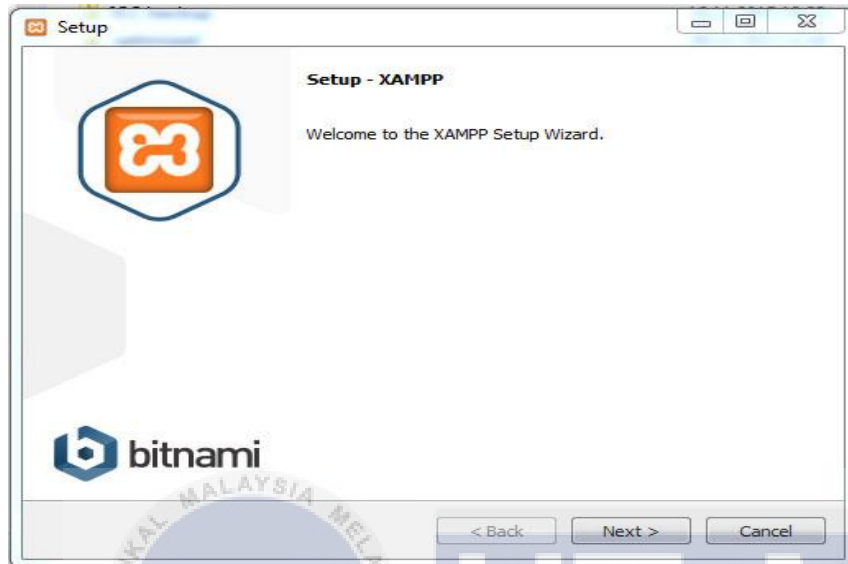 Setup
Setup - XAMPP
Welcome to the XAMPP Setup Wizard.
bitnami
MALAYSIA
< Back
Next >
Cancel